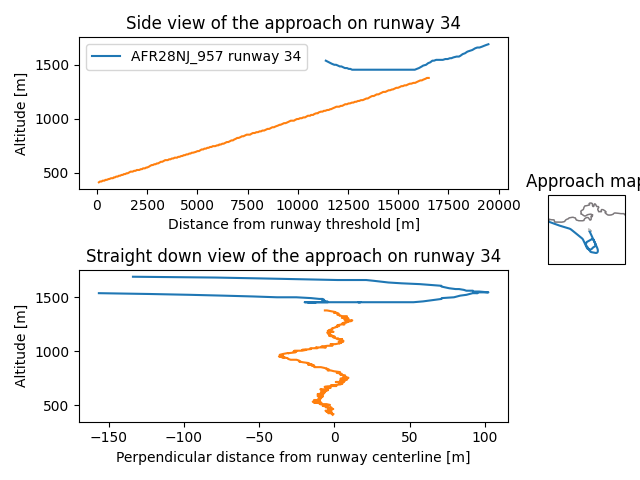 Side view of the approach on runway 34
Altitude [m]
1500
1000
500
AFR28NJ_957 runway 34
0 2500 5000 7500 10000 12500 15000 17500 20000
Distance from runway threshold [m]
Approach map
Straight down view of the approach on runway 34
Altitude [m]
1500
1000
500
−150 −100 −50 0 50 100
Perpendicular distance from runway centerline [m]